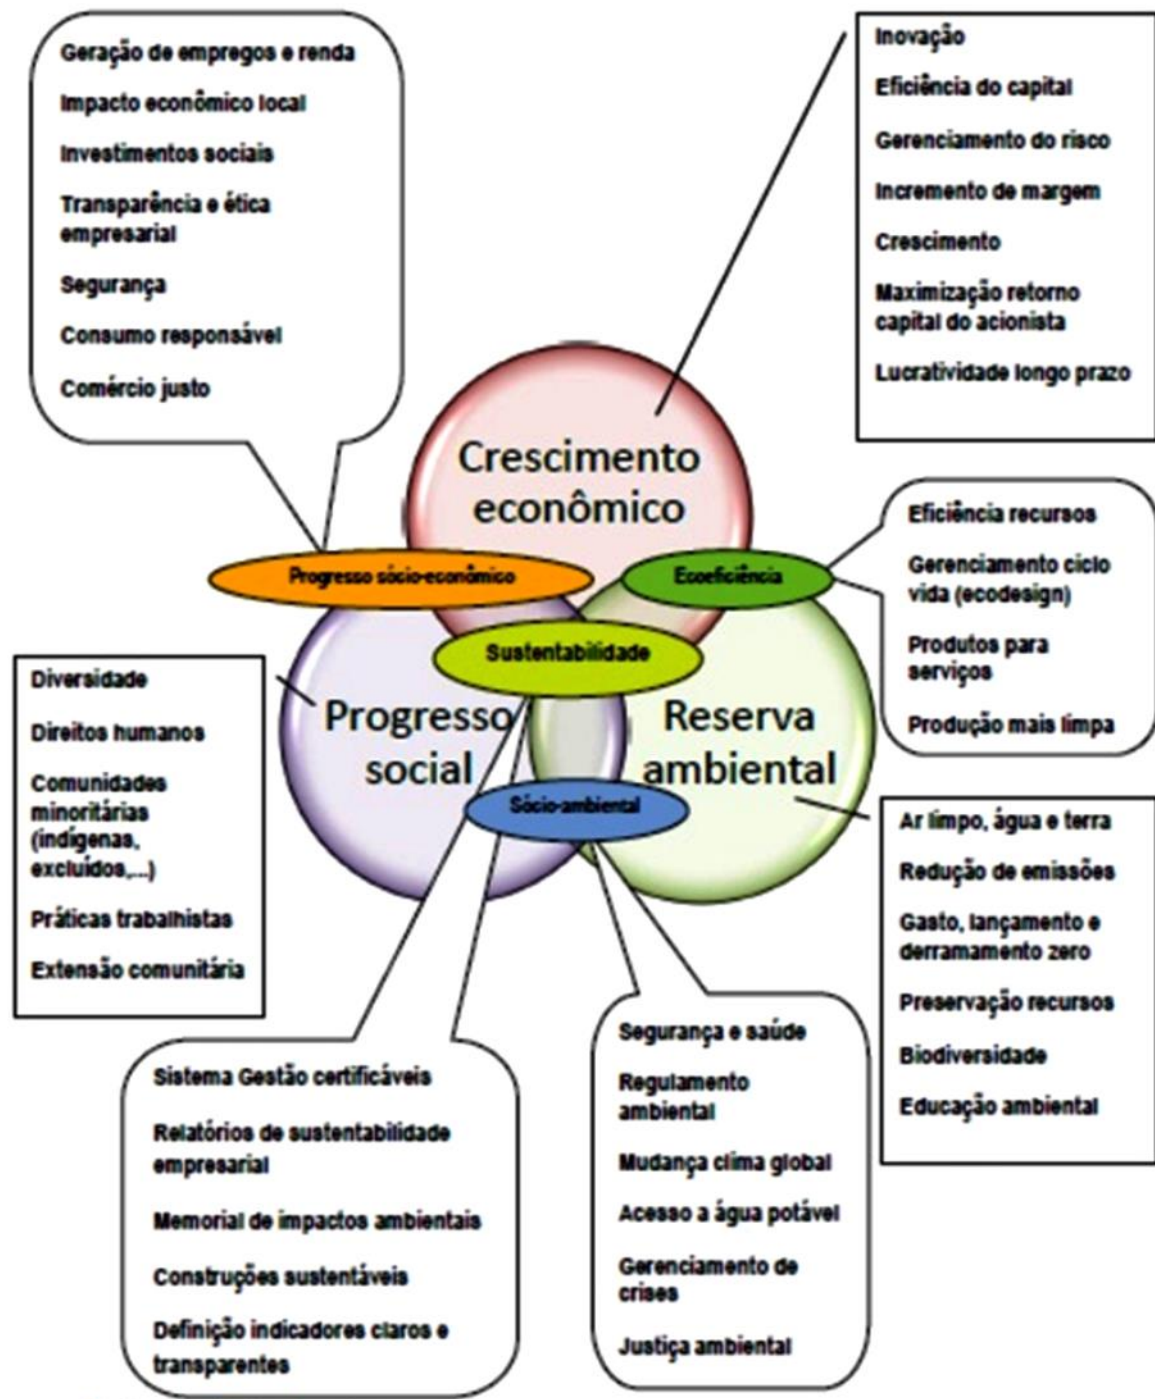 Geração de empregos e renda
Impacto econômico local
Investimentos sociais
Transparência e ética
empresarial
Segurança
Consumo responsável
Comércio justo
Inovação
Eficiência do capital
Gerenciamento do risco
Incremento de margem
Crescimento
Maximização retorno
capital do acionista
Lucratividade longo prazo
Crescimento
econômico
Progresso sócio-econômico
Ecoeficiência
Eficiência recursos
Gerenciamento ciclo
vida (ecodesign)
Produtos para
serviços
Produção mais limpa
Sustentabilidade
Diversidade
Direitos humanos
Comunidades
minoritárias
(indígenas,
excluídos,...)
Práticas trabalhistas
Extensão comunitária
Progresso
social
Reserva
ambiental
Sócio-ambiental
Ar limpo, água e terra
Redução de emissões
Gasto, lançamento e
derramamento zero
Preservação recursos
Biodiversidade
Educação ambiental
Sistema Gestão certificáveis
Relatórios de sustentabilidade
empresarial
Memorial de impactos ambientais
Construções sustentáveis
Definição indicadores claros e
transparentes
Segurança e saúde
Regulamento
ambiental
Mudança clima global
Acesso a água potável
Gerenciamento de
crises
Justiça ambiental